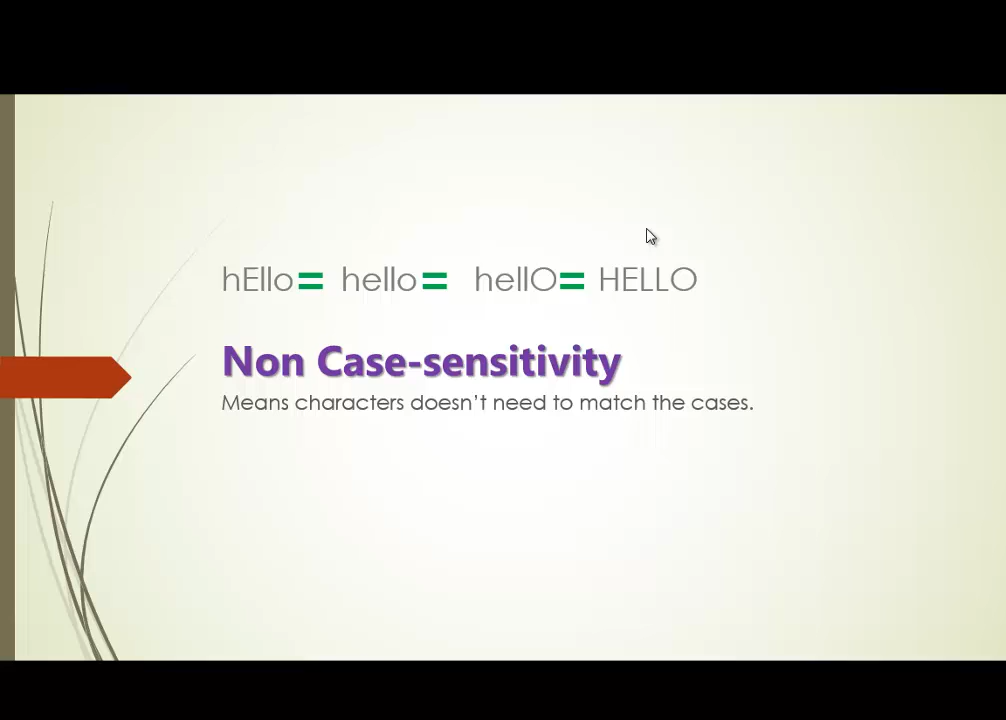 hEllo = hello = hellO = HELLO
Non Case-sensitivity
Means characters doesn't need to match the cases.